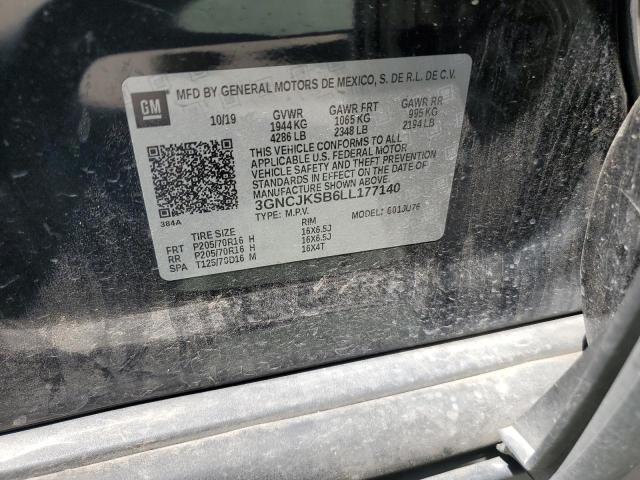 MFD BY GENERAL MOTORS DE MEXICO, S. DE R.L. DE C.V.
GM
10/19 GVWR GAWR FRT GAWR RR
1944 KG 1065 KG 995 KG
4286 LB 2348 LB 2194 LB
THIS VEHICLE CONFORMS TO ALL
APPLICABLE U.S. FEDERAL MOTOR
VEHICLE SAFETY AND THEFT PREVENTION
STANDARDS IN EFFECT ON THE DATE OF
MANUFACTURE SHOWN ABOVE.
3GNCJKSB6LL177140
384A TYPE: M.P.V. MODEL: 601JU76
TIRE SIZE RIM
FRT P205/70R16 H 16X6.5J
RR P205/70R16 H 16X6.5J
SPA T125/70D16 M 16X4T